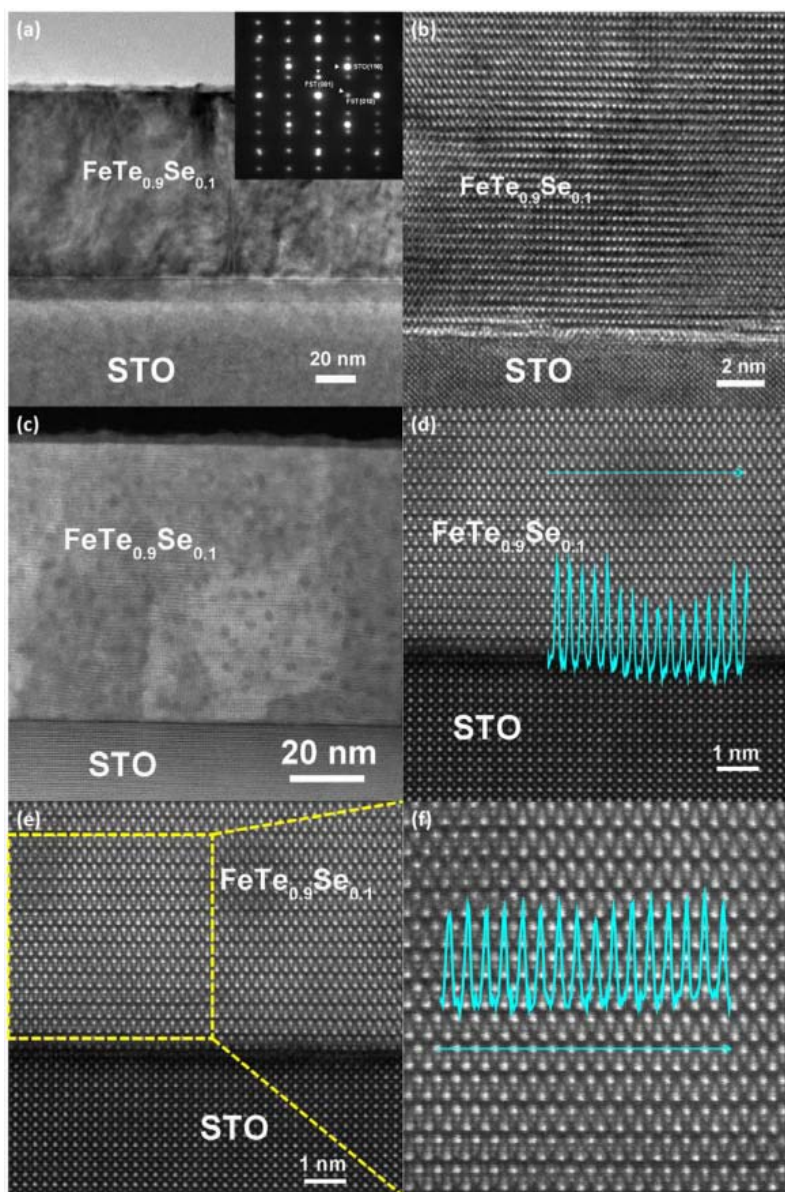 (a)
STO(110)
FST(001)
FST(010)
FeTe₀.₉Se₀.₁
STO
20 nm
(b)
FeTe₀.₉Se₀.₁
STO
2 nm
(c)
FeTe₀.₉Se₀.₁
STO
20 nm
(d)
FeTe₀.₉Se₀.₁
STO
1 nm
(e)
FeTe₀.₉Se₀.₁
STO
1 nm
(f)